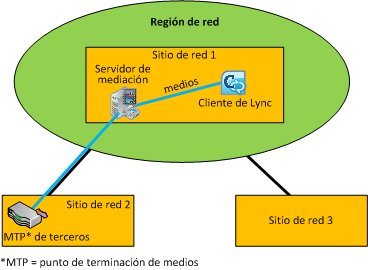 Región de red
Sitio de red 1
Servidor de
mediación
medios
Cliente de Lync
Sitio de red 2
MTP* de terceros
Sitio de red 3
*MTP = punto de terminación de medios